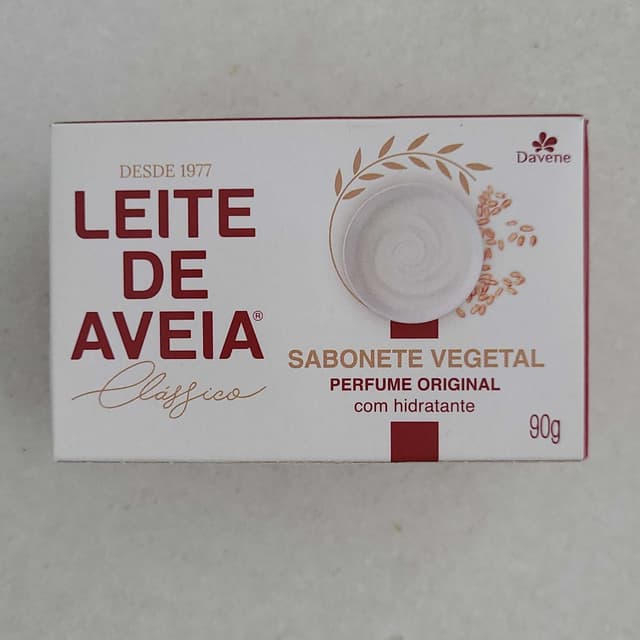 DESDE 1977
LEITE
DE
AVEIA®
Clássico
Davene
SABONETE VEGETAL
PERFUME ORIGINAL
com hidratante
90g